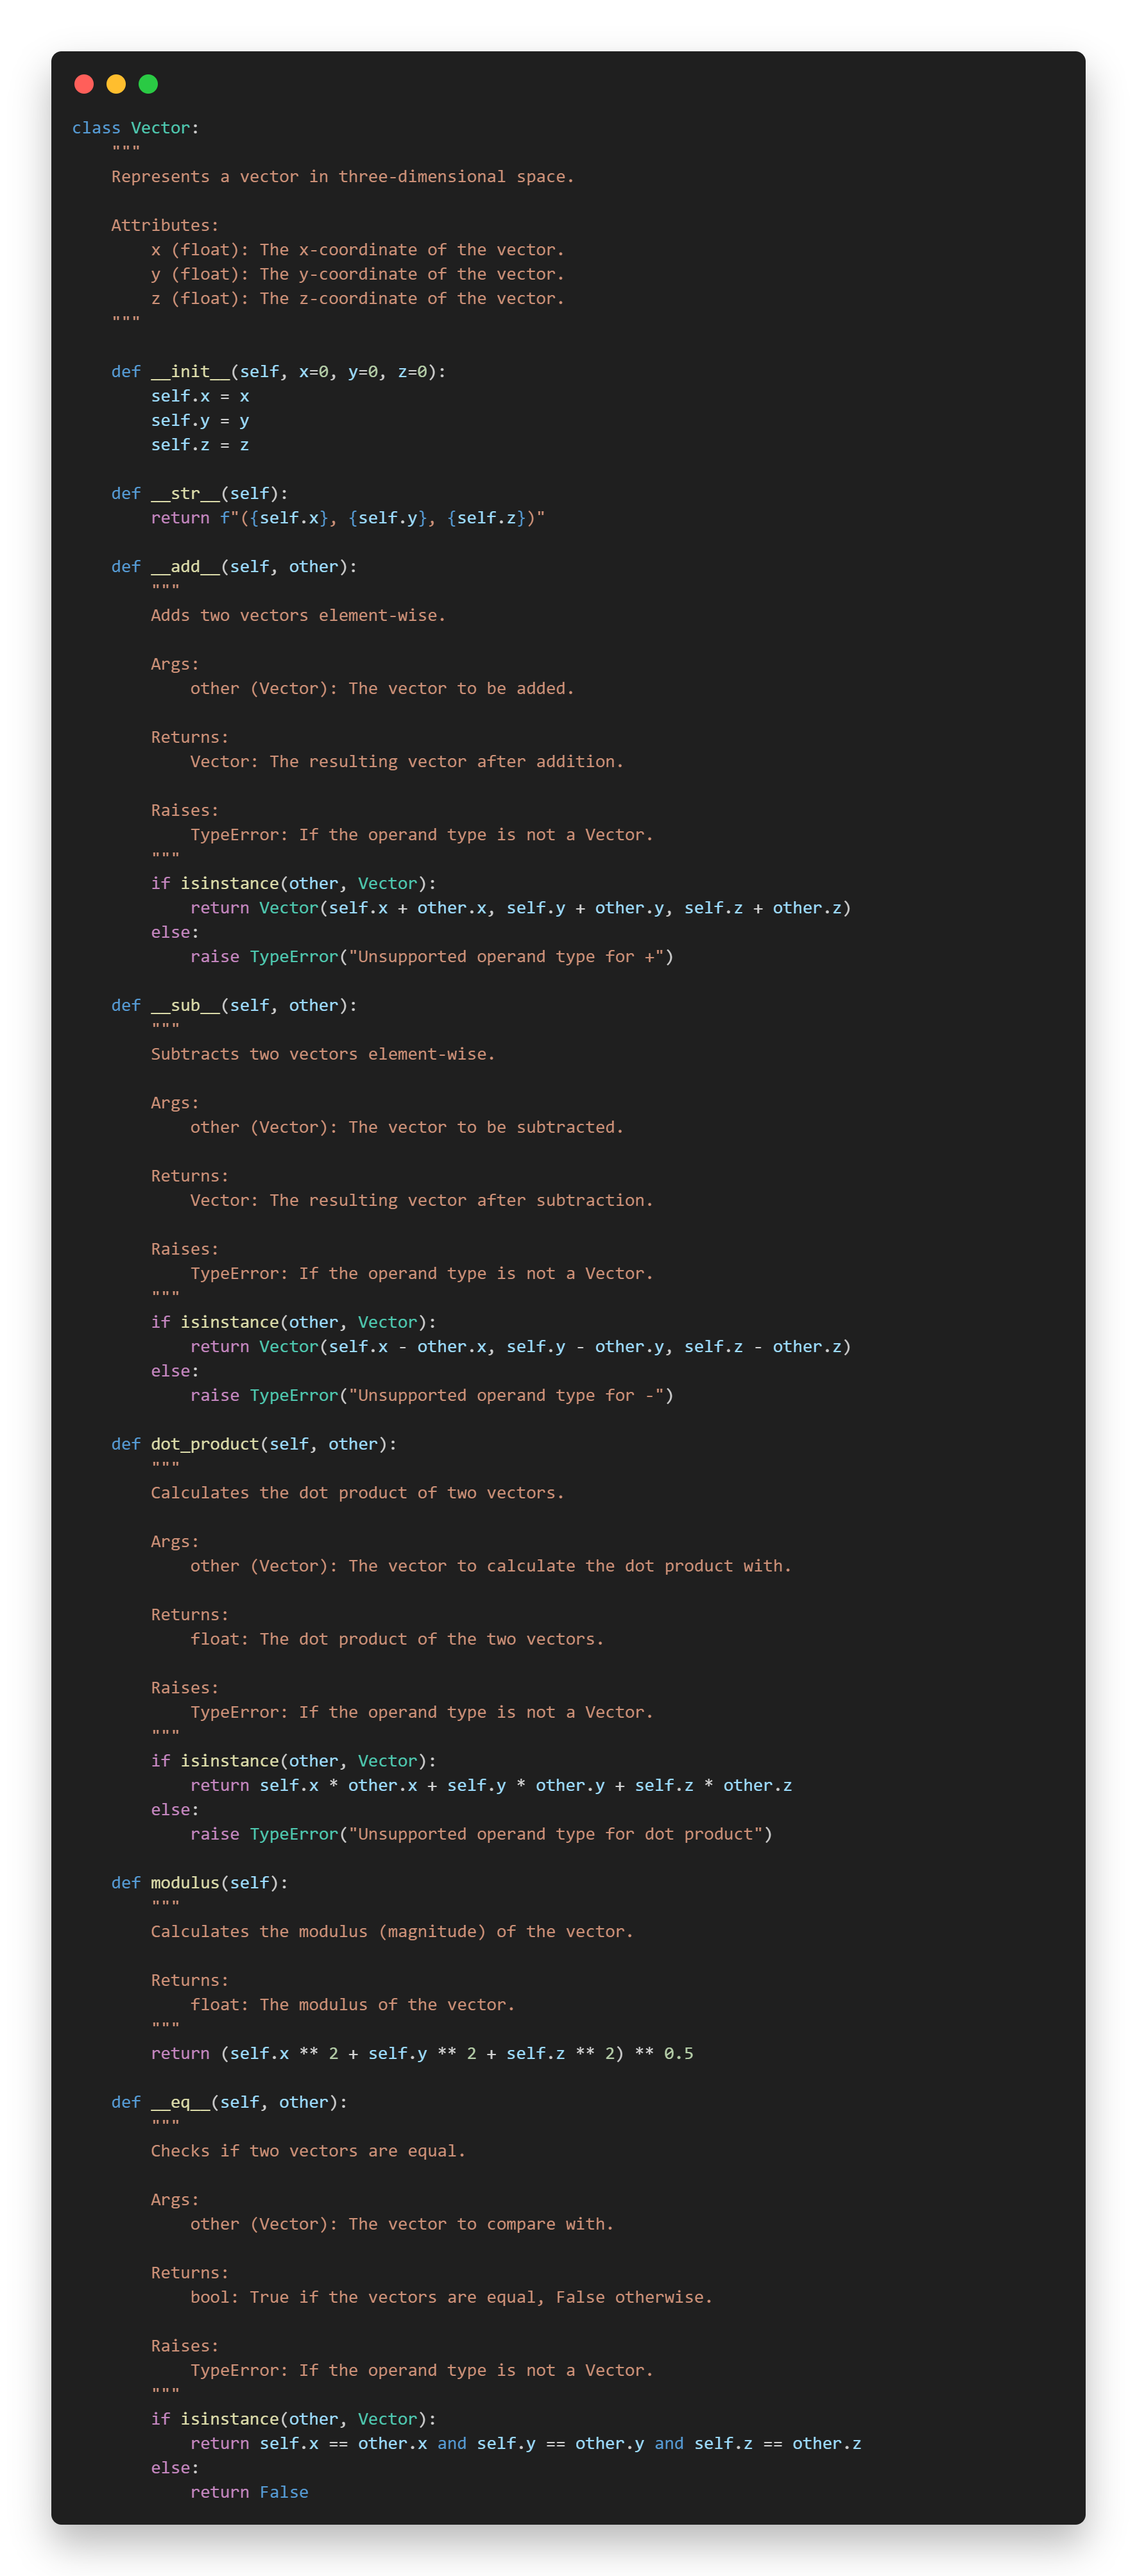 class Vector:
    """
    Represents a vector in three-dimensional space.

    Attributes:
        x (float): The x-coordinate of the vector.
        y (float): The y-coordinate of the vector.
        z (float): The z-coordinate of the vector.
    """

    def __init__(self, x=0, y=0, z=0):
        self.x = x
        self.y = y
        self.z = z

    def __str__(self):
        return f"({self.x}, {self.y}, {self.z})"

    def __add__(self, other):
        """
        Adds two vectors element-wise.

        Args:
            other (Vector): The vector to be added.

        Returns:
            Vector: The resulting vector after addition.

        Raises:
            TypeError: If the operand type is not a Vector.
        """
        if isinstance(other, Vector):
            return Vector(self.x + other.x, self.y + other.y, self.z + other.z)
        else:
            raise TypeError("Unsupported operand type for +")

    def __sub__(self, other):
        """
        Subtracts two vectors element-wise.

        Args:
            other (Vector): The vector to be subtracted.

        Returns:
            Vector: The resulting vector after subtraction.

        Raises:
            TypeError: If the operand type is not a Vector.
        """
        if isinstance(other, Vector):
            return Vector(self.x - other.x, self.y - other.y, self.z - other.z)
        else:
            raise TypeError("Unsupported operand type for -")

    def dot_product(self, other):
        """
        Calculates the dot product of two vectors.

        Args:
            other (Vector): The vector to calculate the dot product with.

        Returns:
            float: The dot product of the two vectors.

        Raises:
            TypeError: If the operand type is not a Vector.
        """
        if isinstance(other, Vector):
            return self.x * other.x + self.y * other.y + self.z * other.z
        else:
            raise TypeError("Unsupported operand type for dot product")

    def modulus(self):
        """
        Calculates the modulus (magnitude) of the vector.

        Returns:
            float: The modulus of the vector.
        """
        return (self.x ** 2 + self.y ** 2 + self.z ** 2) ** 0.5

    def __eq__(self, other):
        """
        Checks if two vectors are equal.

        Args:
            other (Vector): The vector to compare with.

        Returns:
            bool: True if the vectors are equal, False otherwise.

        Raises:
            TypeError: If the operand type is not a Vector.
        """
        if isinstance(other, Vector):
            return self.x == other.x and self.y == other.y and self.z == other.z
        else:
            return False